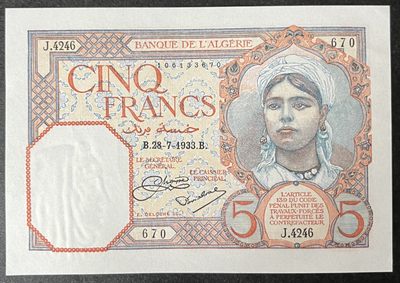 J.4246 BANQUE DE L'ALGÉRIE 670
106133670
CINQ
FRANCS
خمسة فرنك
B.28-7-1933.B.
LE SECRÉTAIRE
GÉNÉRAL
LE CAISSIER
PRINCIPAL
L'ARTICLE
139 DU CODE
PÉNAL PUNIT DES
TRAVAUX-FORCÉS
À PERPÉTUITÉ LE
CONTREFACTEUR
5 5
670
J.4246